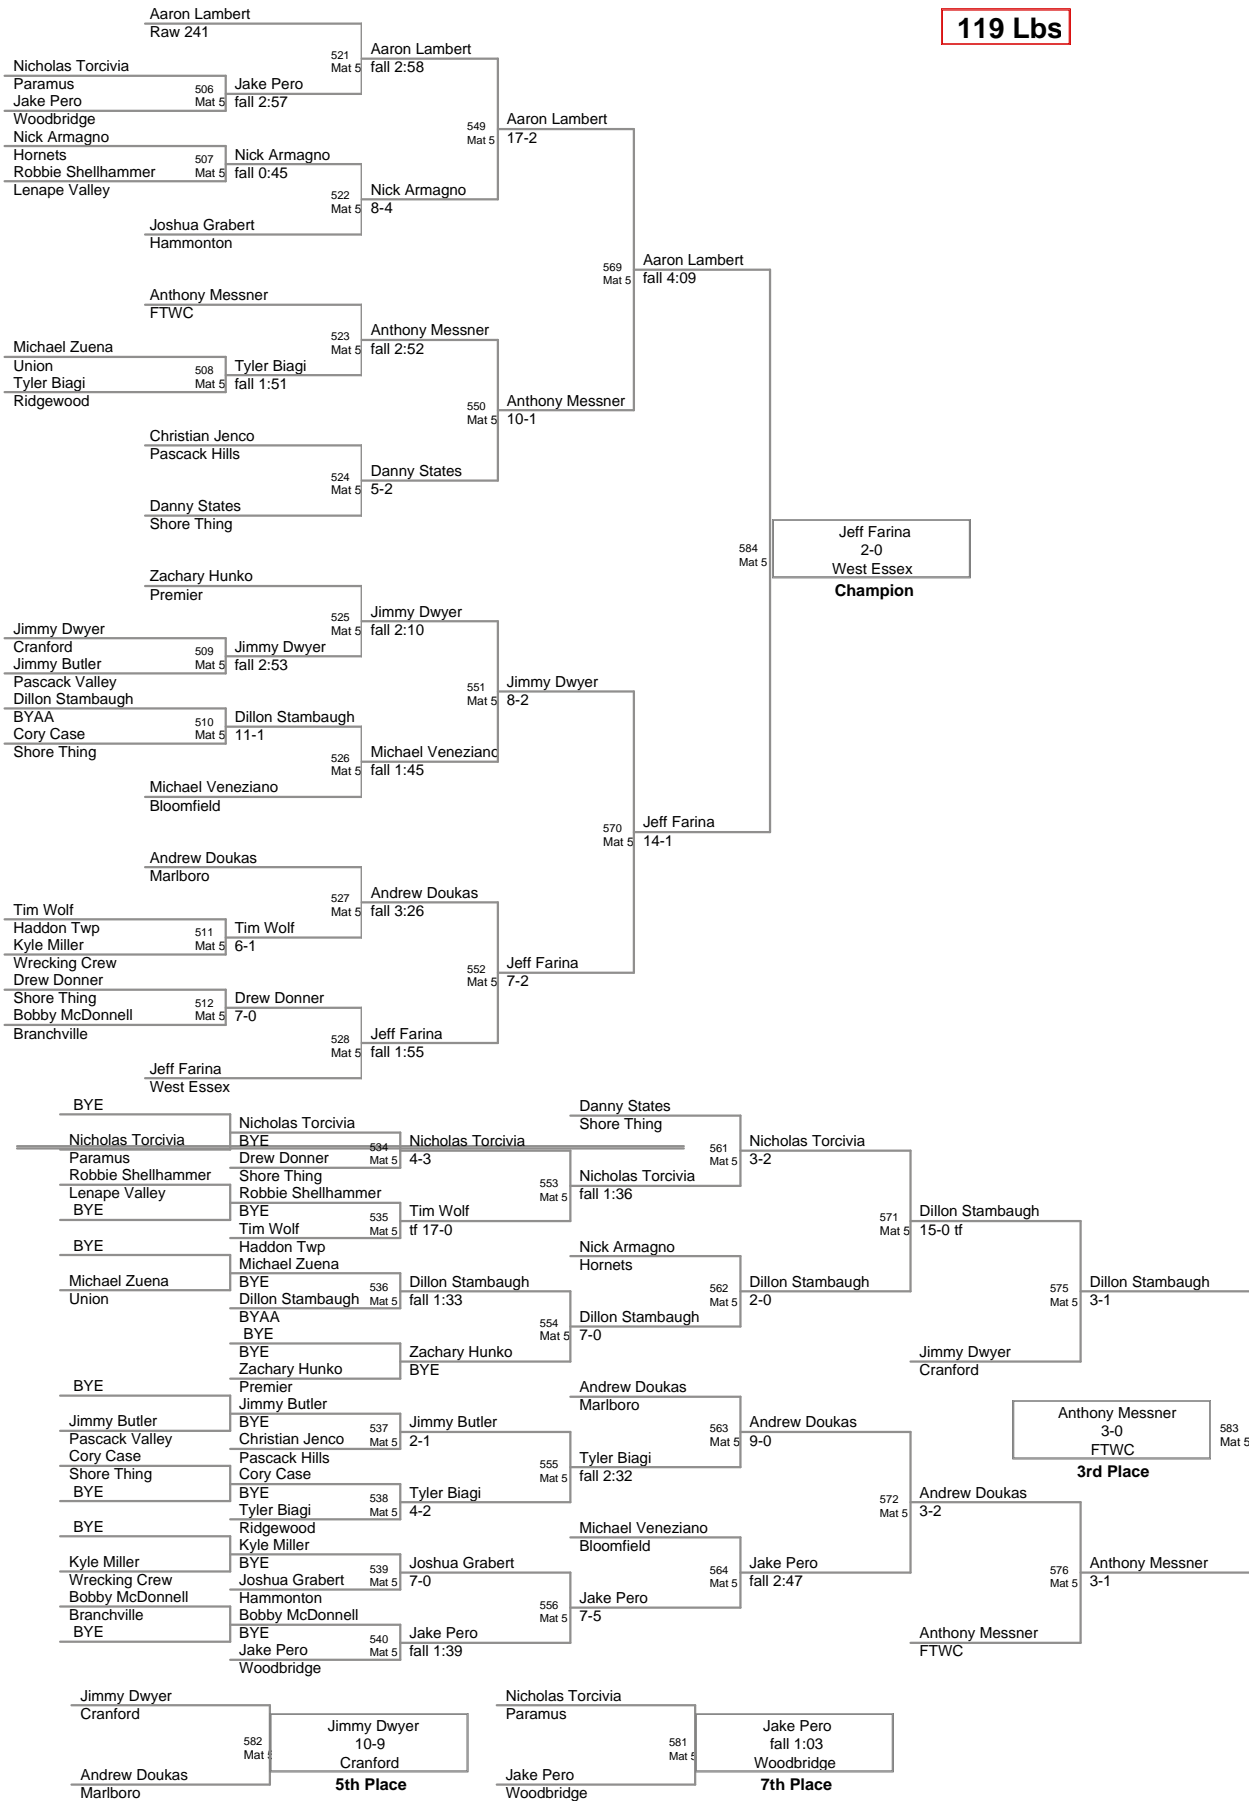 119 Lbs
Aaron Lambert
Raw 241
521
Mat 5
Aaron Lambert
fall 2:58
Nicholas Torcivia
Paramus
Jake Pero
Woodbridge
506
Mat 5
Jake Pero
fall 2:57
549
Mat 5
Aaron Lambert
17-2
Nick Armagno
Hornets
Robbie Shellhammer
Lenape Valley
507
Mat 5
Nick Armagno
fall 0:45
522
Mat 5
Nick Armagno
8-4
Joshua Grabert
Hammonton
569
Mat 5
Aaron Lambert
fall 4:09
Anthony Messner
FTWC
523
Mat 5
Anthony Messner
fall 2:52
Michael Zuena
Union
Tyler Biagi
Ridgewood
508
Mat 5
Tyler Biagi
fall 1:51
550
Mat 5
Anthony Messner
10-1
Christian Jenco
Pascack Hills
524
Mat 5
Danny States
5-2
Danny States
Shore Thing
584
Mat 5
Jeff Farina
2-0
West Essex
Champion
Zachary Hunko
Premier
525
Mat 5
Jimmy Dwyer
fall 2:10
Jimmy Dwyer
Cranford
Jimmy Butler
Pascack Valley
509
Mat 5
Jimmy Dwyer
fall 2:53
551
Mat 5
Jimmy Dwyer
8-2
Dillon Stambaugh
BYAA
Cory Case
Shore Thing
510
Mat 5
Dillon Stambaugh
11-1
526
Mat 5
Michael Veneziano
fall 1:45
Michael Veneziano
Bloomfield
570
Mat 5
Jeff Farina
14-1
Andrew Doukas
Marlboro
527
Mat 5
Andrew Doukas
fall 3:26
Tim Wolf
Haddon Twp
Kyle Miller
Wrecking Crew
511
Mat 5
Tim Wolf
6-1
552
Mat 5
Jeff Farina
7-2
Drew Donner
Shore Thing
Bobby McDonnell
Branchville
512
Mat 5
Drew Donner
7-0
528
Mat 5
Jeff Farina
fall 1:55
Jeff Farina
West Essex
BYE
Nicholas Torcivia
Paramus
Robbie Shellhammer
Lenape Valley
BYE
BYE
Michael Zuena
Union
BYE
Jimmy Butler
Pascack Valley
Cory Case
Shore Thing
BYE
BYE
Kyle Miller
Wrecking Crew
Bobby McDonnell
Branchville
BYE
Nicholas Torcivia
BYE
Drew Donner
Shore Thing
534
Mat 5
Robbie Shellhammer
BYE
Tim Wolf
Haddon Twp
535
Mat 5
Michael Zuena
BYE
Dillon Stambaugh
BYAA
536
Mat 5
BYE
BYE
Zachary Hunko
Premier
Jimmy Butler
BYE
Christian Jenco
Pascack Hills
537
Mat 5
Cory Case
BYE
Tyler Biagi
Ridgewood
538
Mat 5
Kyle Miller
BYE
Joshua Grabert
Hammonton
539
Mat 5
Bobby McDonnell
BYE
Jake Pero
Woodbridge
540
Mat 5
Nicholas Torcivia
4-3
Tim Wolf
tf 17-0
553
Mat 5
Dillon Stambaugh
fall 1:33
Zachary Hunko
BYE
554
Mat 5
Jimmy Butler
2-1
Tyler Biagi
4-2
555
Mat 5
Joshua Grabert
7-0
Jake Pero
fall 1:39
556
Mat 5
Danny States
Shore Thing
Nicholas Torcivia
fall 1:36
561
Mat 5
Nick Armagno
Hornets
Dillon Stambaugh
7-0
562
Mat 5
Andrew Doukas
Marlboro
Tyler Biagi
fall 2:32
563
Mat 5
Michael Veneziano
Bloomfield
Jake Pero
7-5
564
Mat 5
Nicholas Torcivia
3-2
Dillon Stambaugh
2-0
571
Mat 5
Andrew Doukas
9-0
Jake Pero
fall 2:47
572
Mat 5
Dillon Stambaugh
15-0 tf
Jimmy Dwyer
Cranford
575
Mat 5
Andrew Doukas
3-2
Anthony Messner
FTWC
576
Mat 5
Dillon Stambaugh
3-1
Anthony Messner
3-1
Anthony Messner
3-0
FTWC
3rd Place
583
Mat 5
Jimmy Dwyer
Cranford
Andrew Doukas
Marlboro
582
Mat 5
Jimmy Dwyer
10-9
Cranford
5th Place
Nicholas Torcivia
Paramus
Jake Pero
Woodbridge
581
Mat 5
Jake Pero
fall 1:03
Woodbridge
7th Place